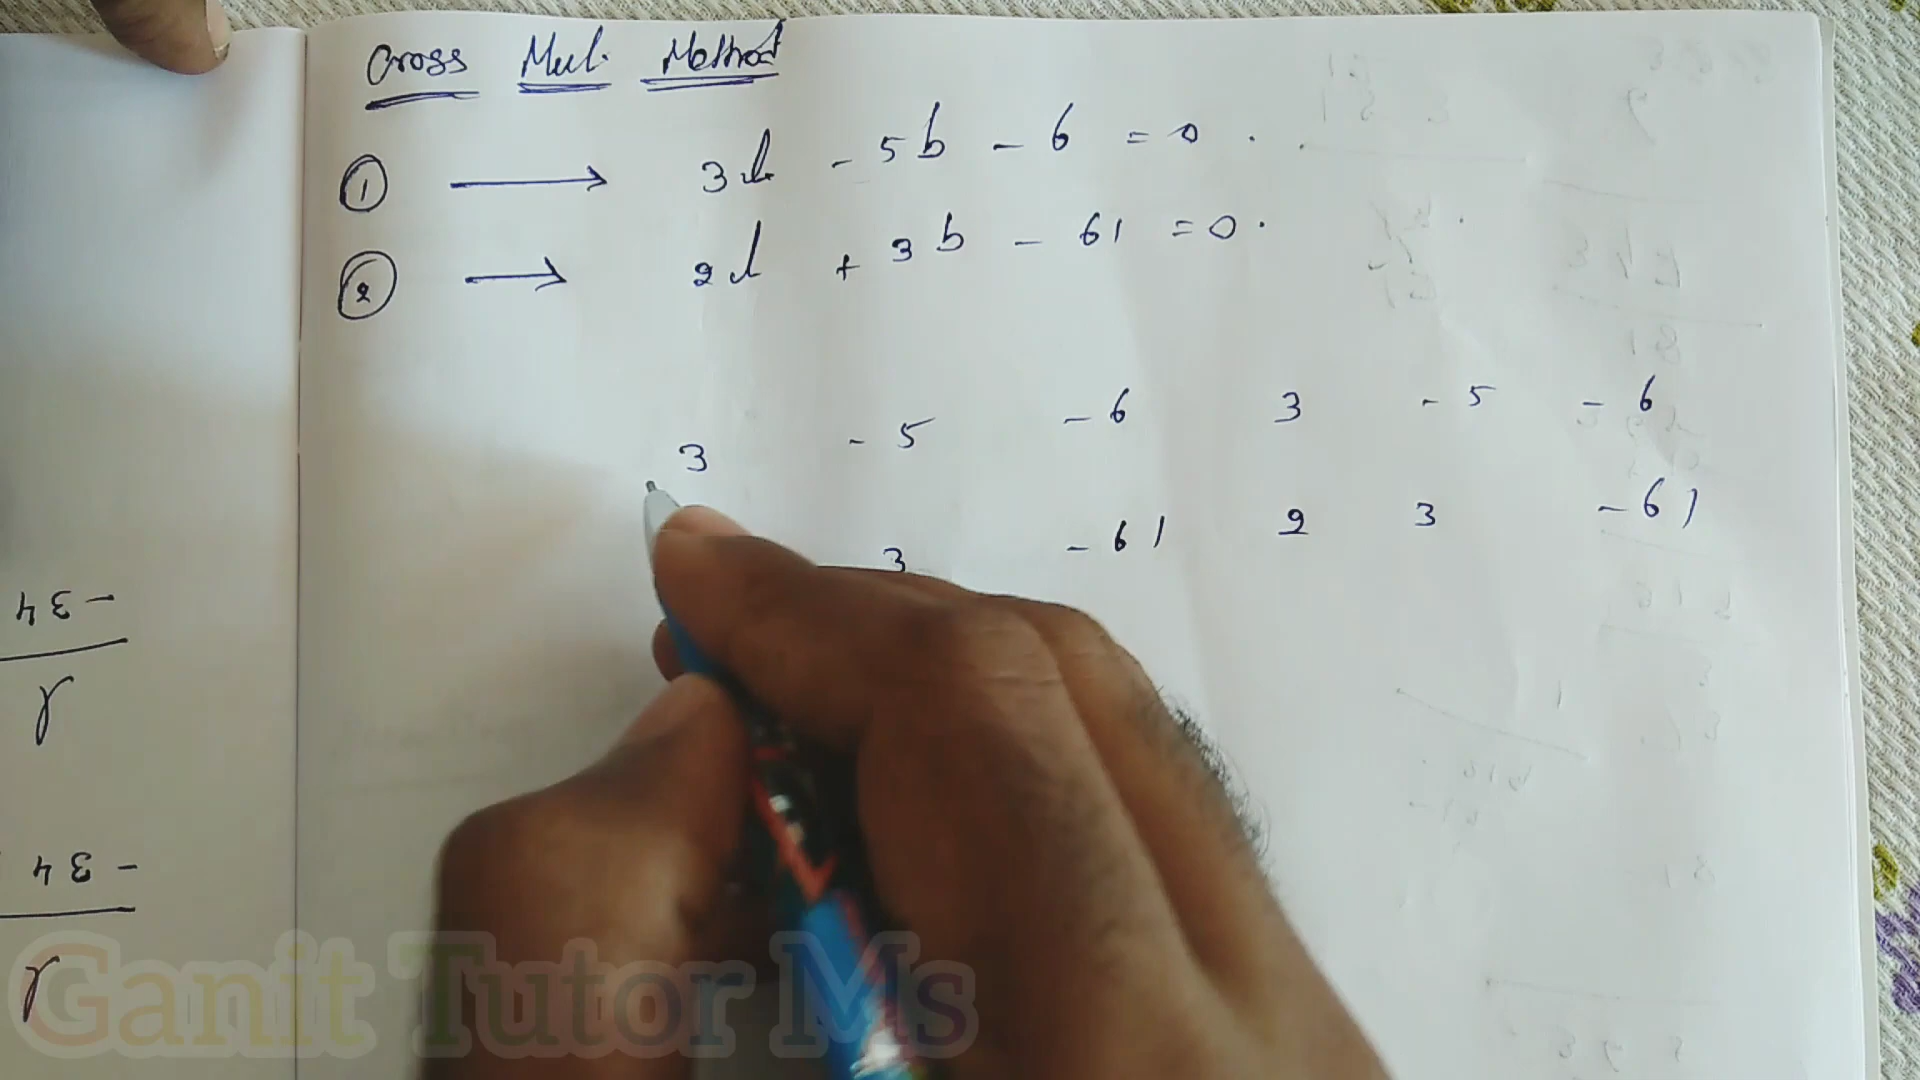 Cross Mul. Method
① → 3l - 5b - 6 = 0.
② → 2l + 3b - 61 = 0.
3 - 5 - 6 3 - 5 - 6
3 - 61 2 3 - 61
- 34
- 34
Ganit Tutor Ms